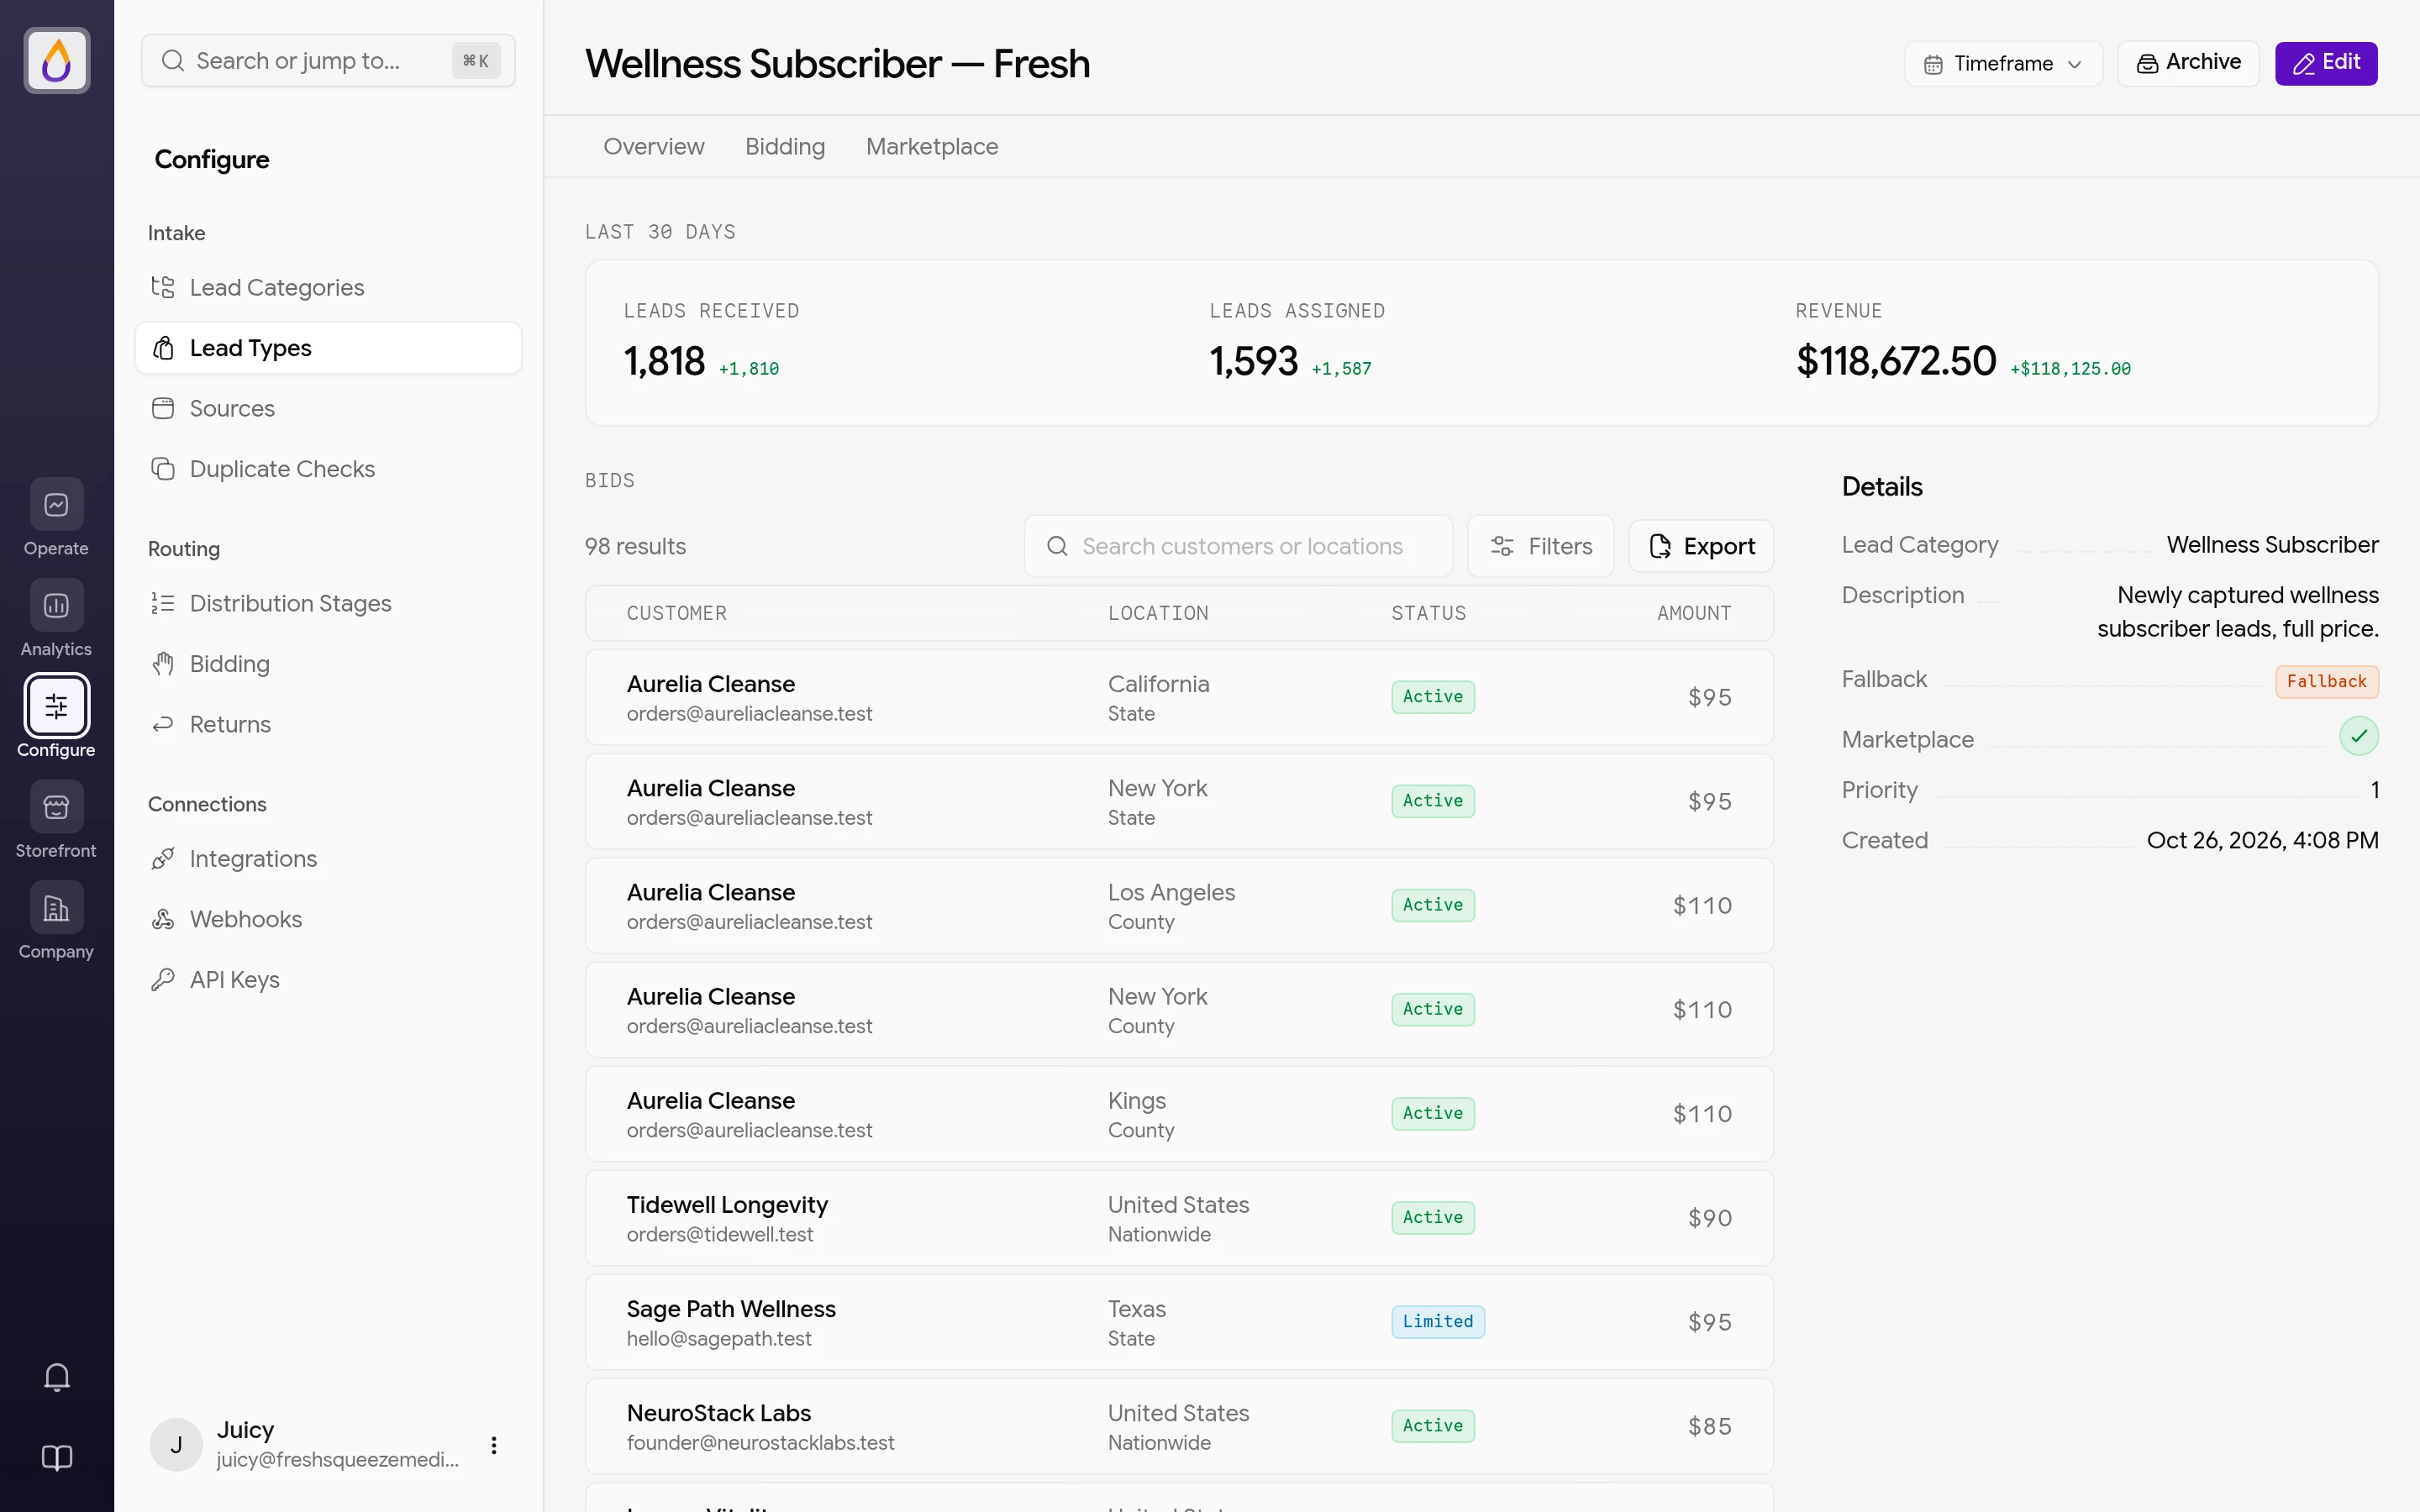 Search or jump to...
⌘K
Configure
Intake
Lead Categories
Lead Types
Sources
Duplicate Checks
Routing
Distribution Stages
Bidding
Returns
Connections
Integrations
Webhooks
API Keys
Operate
Analytics
Configure
Storefront
Company
J
Juicy
juicy@freshsqueezemedi...
Wellness Subscriber — Fresh
Timeframe
Archive
Edit
Overview
Bidding
Marketplace
LAST 30 DAYS
LEADS RECEIVED
1,818 +1,810
LEADS ASSIGNED
1,593 +1,587
REVENUE
$118,672.50 +$118,125.00
BIDS
98 results
Search customers or locations
Filters
Export
CUSTOMER LOCATION STATUS AMOUNT
Aurelia Cleanse California Active $95
orders@aureliacleanse.test State
Aurelia Cleanse New York Active $95
orders@aureliacleanse.test State
Aurelia Cleanse Los Angeles Active $110
orders@aureliacleanse.test County
Aurelia Cleanse New York Active $110
orders@aureliacleanse.test County
Aurelia Cleanse Kings Active $110
orders@aureliacleanse.test County
Tidewell Longevity United States Active $90
orders@tidewell.test Nationwide
Sage Path Wellness Texas Limited $95
hello@sagepath.test State
NeuroStack Labs United States Active $85
founder@neurostacklabs.test Nationwide
Details
Lead Category Wellness Subscriber
Description Newly captured wellness
subscriber leads, full price.
Fallback Fallback
Marketplace
Priority 1
Created Oct 26, 2026, 4:08 PM